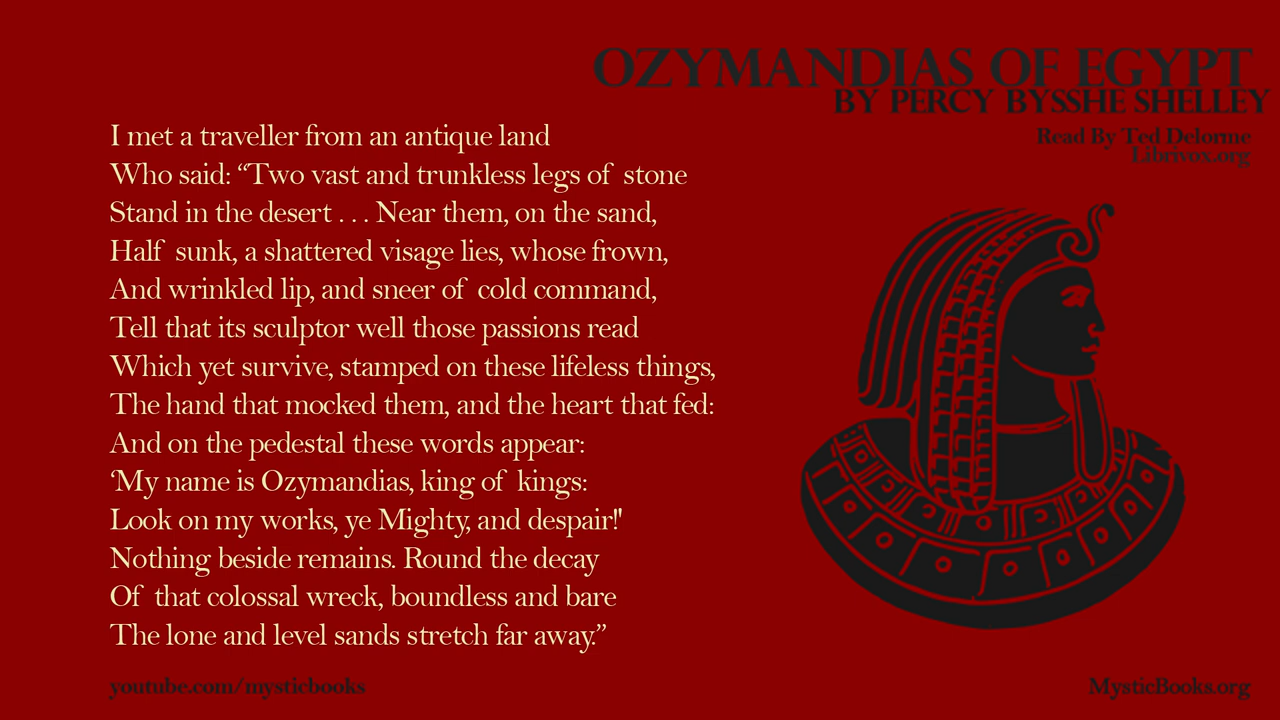 OZYMANDIAS OF EGYPT
BY PERCY BYSSHE SHELLEY
Read By Ted Delorme
Librivox.org
I met a traveller from an antique land
Who said: “Two vast and trunkless legs of stone
Stand in the desert . . . Near them, on the sand,
Half sunk, a shattered visage lies, whose frown,
And wrinkled lip, and sneer of cold command,
Tell that its sculptor well those passions read
Which yet survive, stamped on these lifeless things,
The hand that mocked them, and the heart that fed:
And on the pedestal these words appear:
‘My name is Ozymandias, king of kings:
Look on my works, ye Mighty, and despair!'
Nothing beside remains. Round the decay
Of that colossal wreck, boundless and bare
The lone and level sands stretch far away.”
youtube.com/mysticbooks
MysticBooks.org